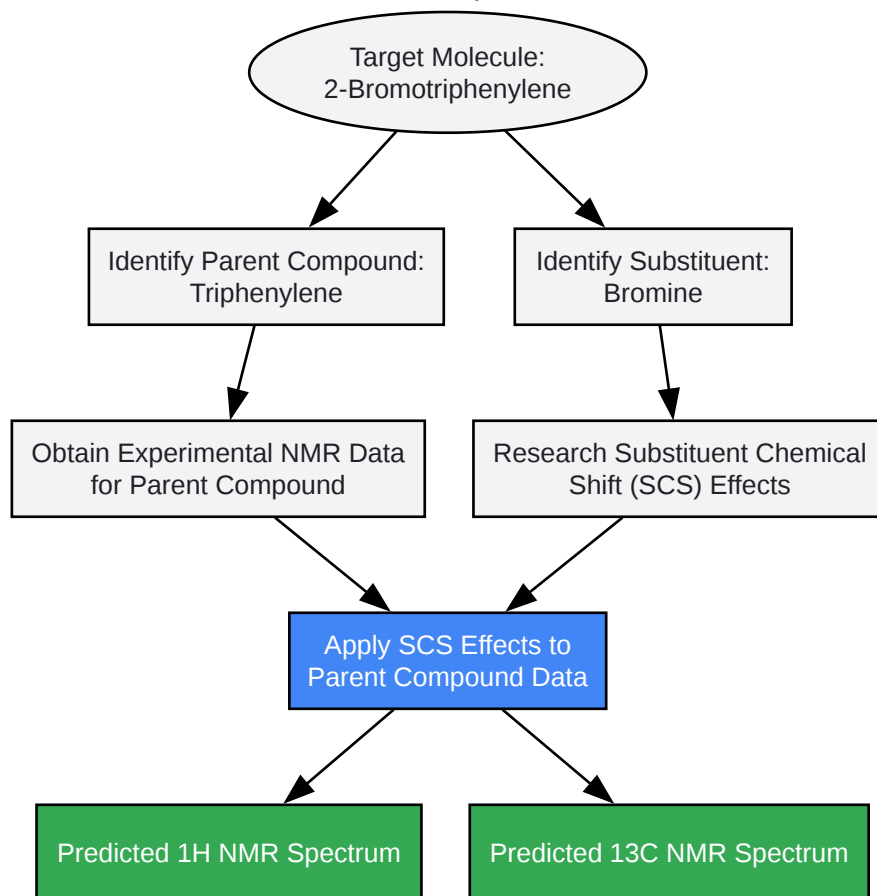 Target Molecule:
2-Bromotriphenylene
Identify Parent Compound:
Triphenylene
Identify Substituent:
Bromine
Obtain Experimental NMR Data
for Parent Compound
Research Substituent Chemical
Shift (SCS) Effects
Apply SCS Effects to
Parent Compound Data
Predicted 1H NMR Spectrum
Predicted 13C NMR Spectrum